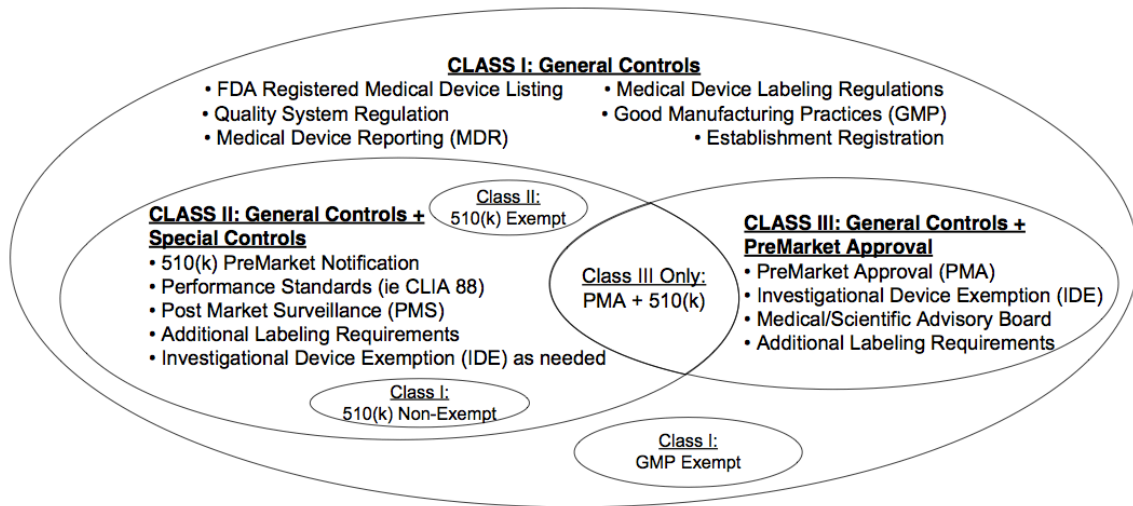 CLASS I: General Controls
• FDA Registered Medical Device Listing
• Quality System Regulation
• Medical Device Reporting (MDR)
• Medical Device Labeling Regulations
• Good Manufacturing Practices (GMP)
• Establishment Registration
Class II:
510(k) Exempt
CLASS II: General Controls +
Special Controls
• 510(k) PreMarket Notification
• Performance Standards (ie CLIA 88)
• Post Market Surveillance (PMS)
• Additional Labeling Requirements
• Investigational Device Exemption (IDE) as needed
Class I:
510(k) Non-Exempt
Class III Only:
PMA + 510(k)
CLASS III: General Controls +
PreMarket Approval
• PreMarket Approval (PMA)
• Investigational Device Exemption (IDE)
• Medical/Scientific Advisory Board
• Additional Labeling Requirements
Class I:
GMP Exempt